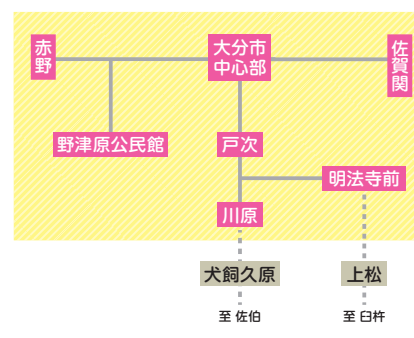 赤野
大分市
中心部
佐賀関
野津原公民館
戸次
明法寺前
川原
犬飼久原
上松
至 佐伯
至 臼杵